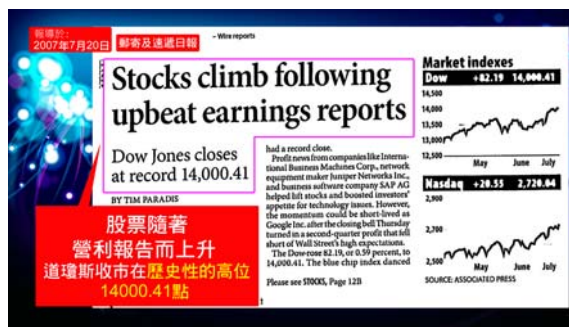 報導於:
2007年7月20日
郵寄及速遞日報
– Wire reports
Stocks climb following
upbeat earnings reports
Dow Jones closes
at record 14,000.41
BY TIM PARADIS
had a record close.
Profit news from companies like Interna-
tional Business Machines Corp., network
equipment maker Juniper Networks Inc.,
and business software company SAP AG
helped lift stocks and boosted investors'
appetite for technology issues. However,
the momentum could be short-lived as
Google Inc. after the closing bell Thursday
turned in a second-quarter profit that fell
short of Wall Street's high expectations.
The Dow rose 82.19, or 0.59 percent, to
14,000.41. The blue chip index danced
Please see STOCKS, Page 12B
Market indexes
Dow +82.19 14,000.41
14,500
14,000
13,500
13,000
12,500
May June July
Nasdaq +20.55 2,720.04
2,900
2,700
2,500
May June July
SOURCE: ASSOCIATED PRESS
股票隨著
營利報告而上升
道瓊斯收市在歷史性的高位
14000.41點